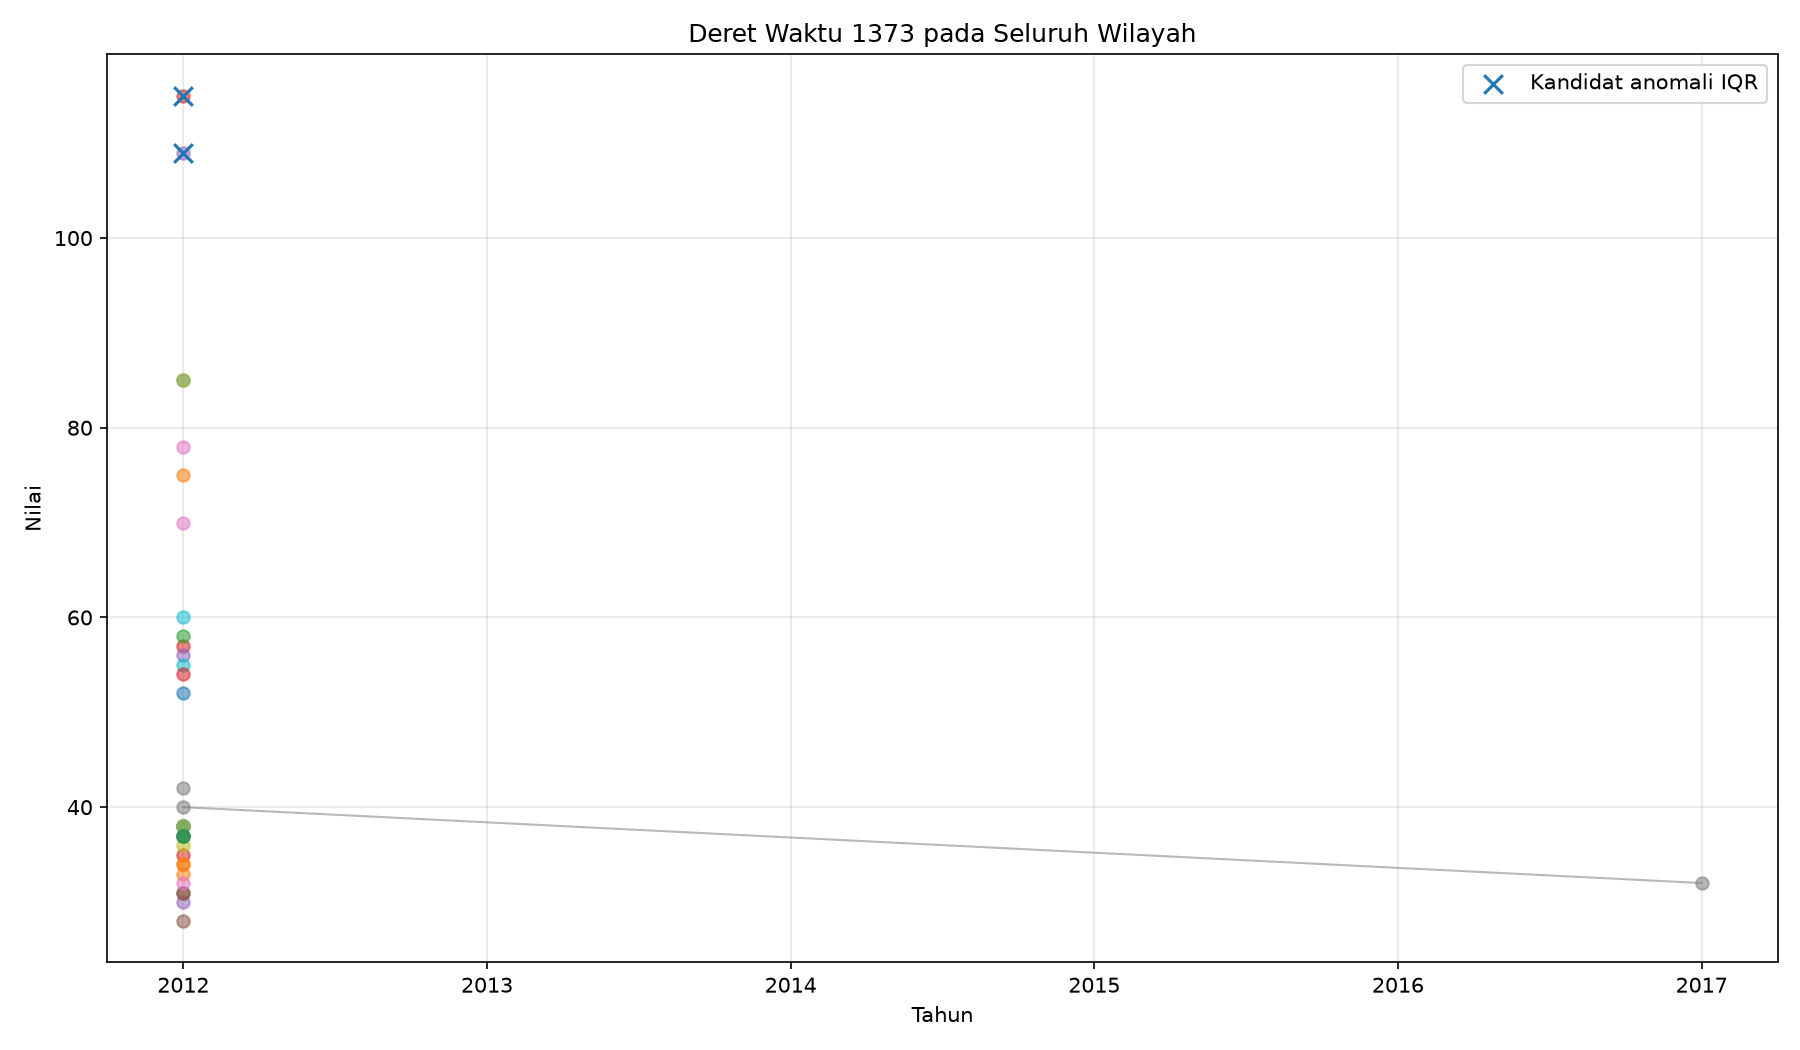 Deret Waktu 1373 pada Seluruh Wilayah
Kandidat anomali IQR
Nilai
100
80
60
40
2012 2013 2014 2015 2016 2017
Tahun